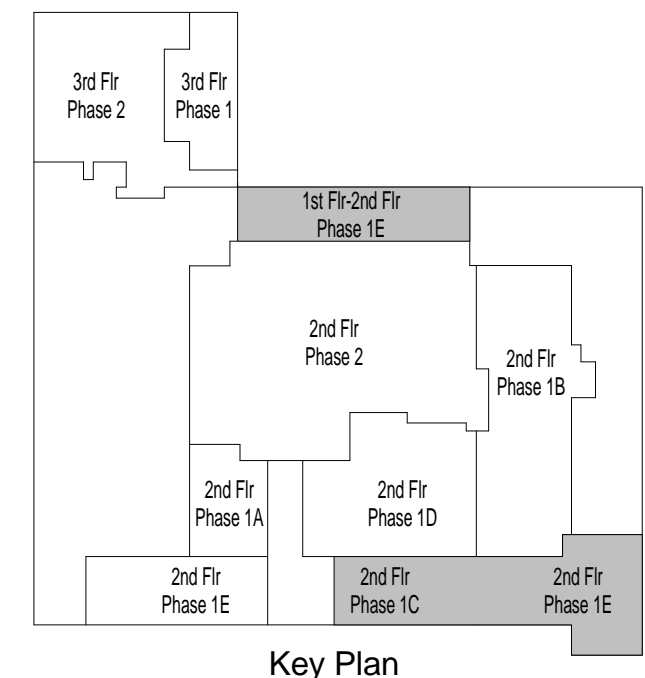 3rd Flr
Phase 2
3rd Flr
Phase 1
1st Flr-2nd Flr
Phase 1E
2nd Flr
Phase 2
2nd Flr
Phase 1B
2nd Flr
Phase 1A
2nd Flr
Phase 1D
2nd Flr
Phase 1E
2nd Flr
Phase 1C
2nd Flr
Phase 1E
Key Plan